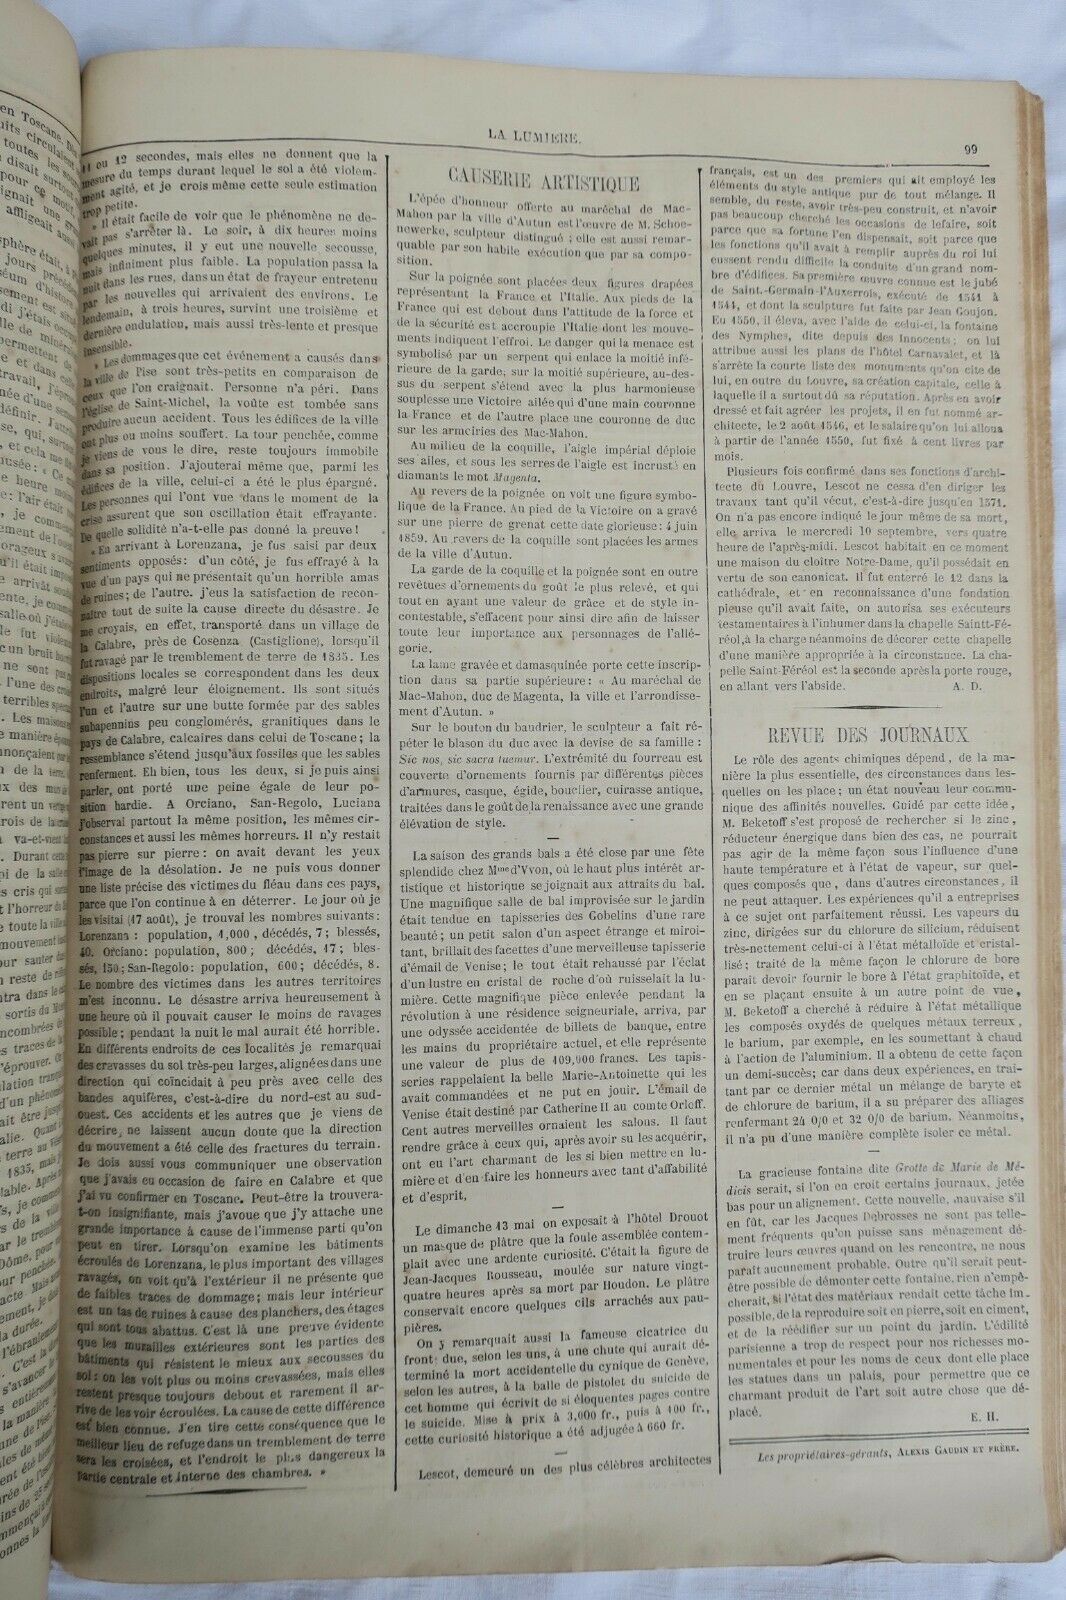 LA LUMIERE.
99
11 ou 12 secondes, mais elles ne donnent que la
mesure du temps durant lequel le sol a été violem-
ment agité, et je crois même cette seule estimation
trop petite.
» Il était facile de voir que le phénomène ne de-
vait pas s'arrêter là. Le soir, à dix heures moins
quelques minutes, il y eut une nouvelle secousse,
mais infiniment plus faible. La population passa la
nuit dans les rues, dans un état de frayeur entretenu
par les nouvelles qui arrivaient des environs. Le
lendemain, à trois heures, survint une troisième et
dernière ondulation, mais aussi très-lente et presque
insensible.
» Les dommages que cet événement a causés dans
la ville de Pise sont très-petits en comparaison de
ceux que l'on craignait. Personne n'a péri. Dans
l'église de Saint-Michel, la voûte est tombée sans
produire aucun accident. Tous les édifices de la ville
ont plus ou moins souffert. La tour penchée, comme
je viens de vous le dire, reste toujours immobile
dans sa position. J'ajouterai même que, parmi les
édifices de la ville, celui-ci a été le plus épargné.
Les personnes qui l'ont vue dans le moment de la
crise assurent que son oscillation était effrayante.
De quelle solidité n'a-t-elle pas donné la preuve!
» En arrivant à Lorenzana, je fus saisi par deux
sentiments opposés: d'un côté, je fus effrayé à la
vue d'un pays qui ne présentait qu'un horrible amas
de ruines; de l'autre, j'eus la satisfaction de recon-
naître tout de suite la cause directe du désastre. Je
me croyais, en effet, transporté dans un village de
la Calabre, près de Cosenza (Castiglione), lorsqu'il
fut ravagé par le tremblement de terre de 1835. Les
dispositions locales se correspondent dans les deux
endroits, malgré leur éloignement. Ils sont situés
l'un et l'autre sur une butte formée par des sables
subapennins peu conglomérés, granitiques dans le
pays de Calabre, calcaires dans celui de Toscane; la
ressemblance s'étend jusqu'aux fossiles que les sables
renferment. Eh bien, tous les deux, si je puis ainsi
parler, ont porté une peine égale de leur po-
sition hardie. A Orciano, San-Regolo, Luciana
j'observai partout la même position, les mêmes cir-
constances et aussi les mêmes horreurs. Il n'y restait
pas pierre sur pierre: on avait devant les yeux
l'image de la désolation. Je ne puis vous donner
une liste précise des victimes du fléau dans ces pays,
parce que l'on continue à en déterrer. Le jour où je
les visitai (17 août), je trouvai les nombres suivants:
Lorenzana: population, 1,000, décédés, 7; blessés,
40. Orciano: population, 800; décédés, 17; bles-
sés, 150; San-Regolo: population, 600; décédés, 8.
Le nombre des victimes dans les autres territoires
m'est inconnu. Le désastre arriva heureusement à
une heure où il pouvait causer le moins de ravages
possible; pendant la nuit le mal aurait été horrible.
En différents endroits de ces localités je remarquai
des cravasses du sol très-peu larges, alignées dans une
direction qui coïncidait à peu près avec celle des
bandes aquifères, c'est-à-dire du nord-est au sud-
ouest. Ces accidents et les autres que je viens de
décrire, ne laissent aucun doute que la direction
du mouvement a été celle des fractures du terrain.
Je dois aussi vous communiquer une observation
que j'avais eu occasion de faire en Calabre et que
j'ai vu confirmer en Toscane. Peut-être la trouvera-
t-on insignifiante, mais j'avoue que j'y attache une
grande importance à cause de l'immense parti qu'on
peut en tirer. Lorsqu'on examine les bâtiments
écroulés de Lorenzana, le plus important des villages
ravagés, on voit qu'à l'extérieur il ne présente que
de faibles traces de dommage; mais leur intérieur
est un tas de ruines à cause des planchers, des étages
qui sont tous abattus. C'est là une preuve évidente
que les murailles extérieures sont les parties des
bâtiments qui résistent le mieux aux secousses du
sol: on les voit plus ou moins crevassées, mais elles
restent presque toujours debout et rarement il ar-
rive de les voir écroulées. La cause de cette différence
est bien connue. J'en tire cette conséquence que le
meilleur lieu de refuge dans un tremblement de terre
sera les croisées, et l'endroit le plus dangereux la
partie centrale et interne des chambres. »
CAUSERIE ARTISTIQUE
L'épée d'honneur offerte au maréchal de Mac-
Mahon par la ville d'Autun est l'œuvre de M. Schoe-
newerke, sculpteur distingué; elle est aussi remar-
quable par son habile exécution que par sa compo-
sition.
Sur la poignée sont placées deux figures drapées
représentant la France et l'Italie. Aux pieds de la
France qui est debout dans l'attitude de la force et
de la sécurité est accroupie l'Italie dont les mouve-
ments indiquent l'effroi. Le danger qui la menace est
symbolisé par un serpent qui enlace la moitié infé-
rieure de la garde; sur la moitié supérieure, au-des-
sus du serpent s'étend avec la plus harmonieuse
souplesse une Victoire ailée qui d'une main couronne
la France et de l'autre place une couronne de duc
sur les armciries des Mac-Mahon.
Au milieu de la coquille, l'aigle impérial déploie
ses ailes, et sous les serres de l'aigle est incrusté en
diamants le mot Magenta.
Au revers de la poignée on voit une figure symbo-
lique de la France. Au pied de la Victoire on a gravé
sur une pierre de grenat cette date glorieuse: 4 juin
1859. Au revers de la coquille sont placées les armes
de la ville d'Autun.
La garde de la coquille et la poignée sont en outre
revêtues d'ornements du goût le plus relevé, et qui
tout en ayant une valeur de grâce et de style in-
contestable, s'effacent pour ainsi dire afin de laisser
toute leur importance aux personnages de l'allé-
gorie.
La lame gravée et damasquinée porte cette inscrip-
tion dans sa partie supérieure: « Au maréchal de
Mac-Mahon, duc de Magenta, la ville et l'arrondisse-
ment d'Autun. »
Sur le bouton du baudrier, le sculpteur a fait ré-
péter le blason du duc avec la devise de sa famille:
Sic nos, sic sacra tuemur. L'extrémité du fourreau est
couverte d'ornements fournis par différentes pièces
d'armures, casque, égide, bouclier, cuirasse antique,
traitées dans le goût de la renaissance avec une grande
élévation de style.
—
La saison des grands bals a été close par une fête
splendide chez Mme d'Yvon, où le haut plus intérêt ar-
tistique et historique se joignait aux attraits du bal.
Une magnifique salle de bal improvisée sur le jardin
était tendue en tapisseries des Gobelins d'une rare
beauté; un petit salon d'un aspect étrange et miroi-
tant, brillait des facettes d'une merveilleuse tapisserie
d'émail de Venise; le tout était rehaussé par l'éclat
d'un lustre en cristal de roche d'où ruisselait la lu-
mière. Cette magnifique pièce enlevée pendant la
révolution à une résidence seigneuriale, arriva, par
une odyssée accidentée de billets de banque, entre
les mains du propriétaire actuel, et elle représente
une valeur de plus de 109,000 francs. Les tapis-
series rappelaient la belle Marie-Antoinette qui les
avait commandées et ne put en jouir. L'émail de
Venise était destiné par Catherine II au comte Orloff.
Cent autres merveilles ornaient les salons. Il faut
rendre grâce à ceux qui, après avoir su les acquérir,
ont eu l'art charmant de les si bien mettre en lu-
mière et d'en faire les honneurs avec tant d'affabilité
et d'esprit.
—
Le dimanche 13 mai on exposait à l'hôtel Drouot
un masque de plâtre que la foule assemblée contem-
plait avec une ardente curiosité. C'était la figure de
Jean-Jacques Rousseau, moulée sur nature vingt-
quatre heures après sa mort par Houdon. Le plâtre
conservait encore quelques cils arrachés aux pau-
pières.
On y remarquait aussi la fameuse cicatrice du
front; due, selon les uns, à une chute qui aurait dé-
terminé la mort accidentelle du cynique de Genève,
selon les autres, à la balle de pistolet du suicide de
cet homme qui écrivit de si éloquentes pages contre
le suicide. Mise à prix à 3,000 fr., puis à 100 fr.,
cette curiosité historique a été adjugée à 660 fr.
—
Lescot, demeuré un des plus célèbres architectes
français, est un des premiers qui ait employé les
éléments du style antique pur de tout mélange. Il
semble, du reste, avoir très-peu construit, et n'avoir
pas beaucoup cherché les occasions de le faire, soit
parce que sa fortune l'en dispensait, soit parce que
les fonctions qu'il avait à remplir auprès du roi lui
eussent rendu difficile la conduite d'un grand nom-
bre d'édifices. Sa première œuvre connue est le jubé
de Saint-Germain-l'Auxerrois, exécuté de 1541 à
1544, et dont la sculpture fut faite par Jean Goujon.
En 1550, il éleva, avec l'aide de celui-ci, la fontaine
des Nymphes, dite depuis des Innocents; on lui
attribue aussi les plans de l'hôtel Carnavalet, et là
s'arrête la courte liste des monuments qu'on cite de
lui, en outre du Louvre, sa création capitale, celle à
laquelle il a surtout dû sa réputation. Après en avoir
dressé et fait agréer les projets, il en fut nommé ar-
chitecte, le 2 août 1546, et le salaire qu'on lui alloua
à partir de l'année 1550, fut fixé à cent livres par
mois.
Plusieurs fois confirmé dans ses fonctions d'archi-
tecte du Louvre, Lescot ne cessa d'en diriger les
travaux tant qu'il vécut, c'est-à-dire jusqu'en 1571.
On n'a pas encore indiqué le jour même de sa mort,
elle arriva le mercredi 10 septembre, vers quatre
heure de l'après-midi. Lescot habitait en ce moment
une maison du cloître Notre-Dame, qu'il possédait en
vertu de son canonicat. Il fut enterré le 12 dans la
cathédrale, et en reconnaissance d'une fondation
pieuse qu'il avait faite, on autorisa ses exécuteurs
testamentaires à l'inhumer dans la chapelle Saintt-Fé-
réol, à la charge néanmoins de décorer cette chapelle
d'une manière appropriée à la circonstance. La cha-
pelle Saint-Féréol est la seconde après la porte rouge,
en allant vers l'abside. A. D.
REVUE DES JOURNAUX
Le rôle des agents chimiques dépend, de la ma-
nière la plus essentielle, des circonstances dans les-
quelles on les place; un état nouveau leur commu-
nique des affinités nouvelles. Guidé par cette idée,
M. Beketoff s'est proposé de rechercher si le zinc,
réducteur énergique dans bien des cas, ne pourrait
pas agir de la même façon sous l'influence d'une
haute température et à l'état de vapeur, sur quel-
ques composés que, dans d'autres circonstances, il
ne peut attaquer. Les expériences qu'il a entreprises
à ce sujet ont parfaitement réussi. Les vapeurs du
zinc, dirigées sur du chlorure de silicium, réduisent
très-nettement celui-ci à l'état métalloïde et cristal-
lisé; traité de la même façon le chlorure de bore
parait devoir fournir le bore à l'état graphitoïde, et
en se plaçant ensuite à un autre point de vue,
M. Beketoff a cherché à réduire à l'état métallique
les composés oxydés de quelques métaux terreux,
le barium, par exemple, en les soumettant à chaud
à l'action de l'aluminium. Il a obtenu de cette façon
un demi-succès; car dans deux expériences, en trai-
tant par ce dernier métal un mélange de baryte et
de chlorure de barium, il a su préparer des alliages
renfermant 24 0/0 et 32 0/0 de barium. Néanmoins,
il n'a pu d'une manière complète isoler ce métal.
—
La gracieuse fontaine dite Grotte de Marie de Mé-
dicis serait, si l'on en croit certains journaux, jetée
bas pour un alignement. Cette nouvelle, mauvaise s'il
en fût, car les Jacques Debrosses ne sont pas telle-
ment fréquents qu'on puisse sans ménagement dé-
truire leurs œuvres quand on les rencontre, ne nous
paraît aucunement probable. Outre qu'il serait peut-
être possible de démonter cette fontaine, rien n'empê-
cherait, si l'état des matériaux rendait cette tâche im-
possible, de la reproduire soit en pierre, soit en ciment,
et de la réédifier sur un point du jardin. L'édilité
parisienne a trop de respect pour nos richesses mo-
numentales et pour les noms de ceux dont elle place
les statues dans un palais, pour permettre que ce
charmant produit de l'art soit autre chose que dé-
placé. E. H.
Les propriétaires-gérants, ALEXIS GAUDIN ET FRÈRE.